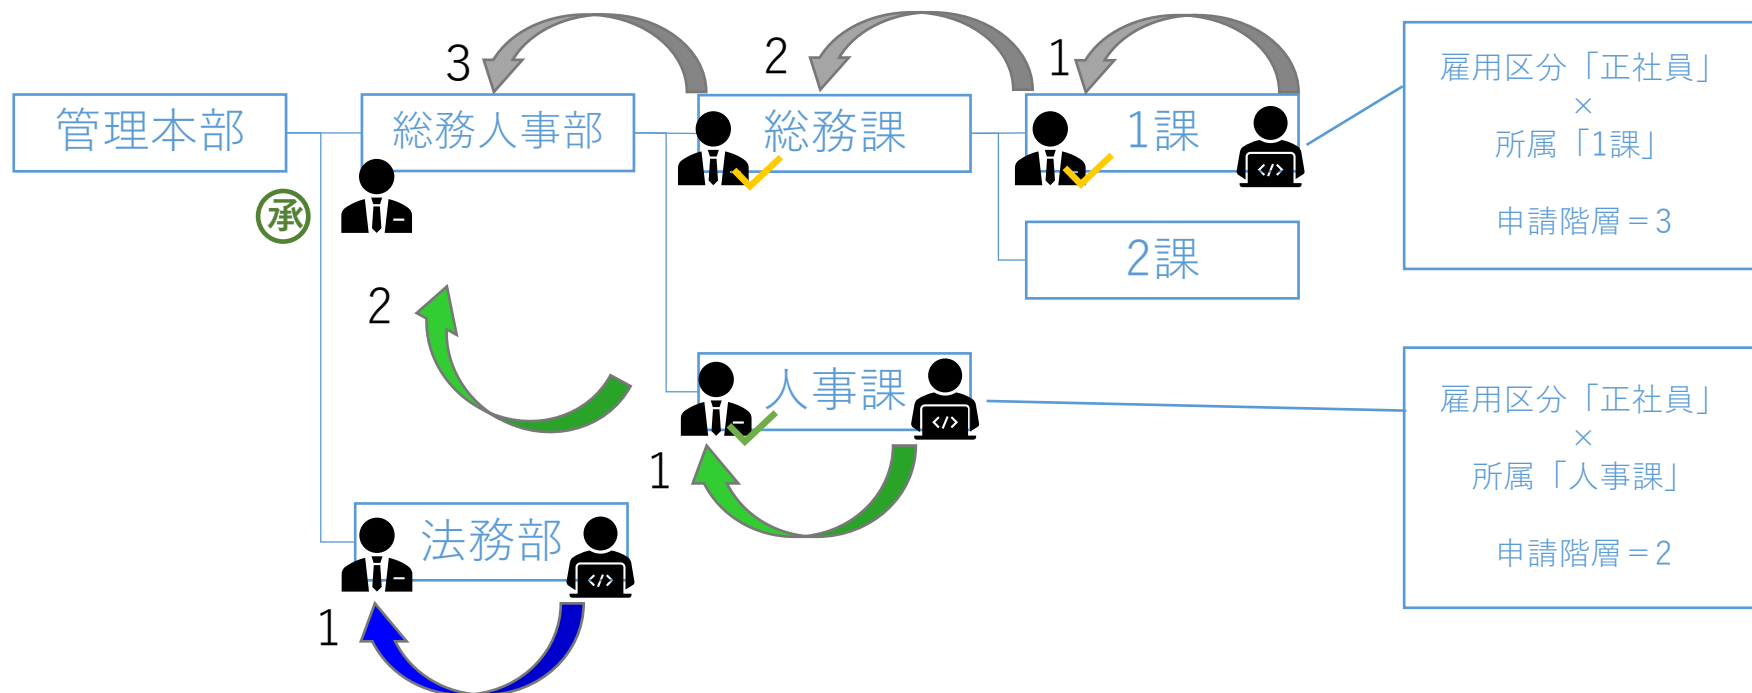 3
2
1
管理本部
総務人事部
総務課
1課
雇用区分「正社員」
×
所属「1課」
申請階層＝3
承
2課
2
人事課
1
雇用区分「正社員」
×
所属「人事課」
申請階層＝2
法務部
1